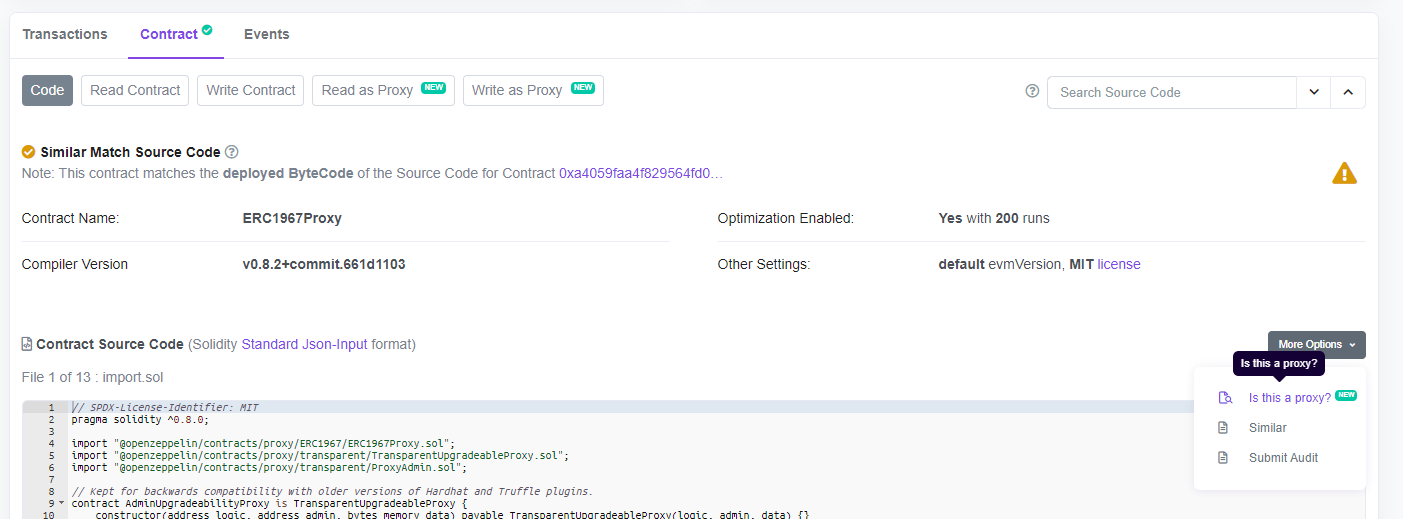 Transactions Contract Events
Code Read Contract Write Contract Read as Proxy NEW Write as Proxy NEW Search Source Code
Similar Match Source Code
Note: This contract matches the deployed ByteCode of the Source Code for Contract 0xa4059faa4f829564fd0…
Contract Name: ERC1967Proxy Optimization Enabled: Yes with 200 runs
Compiler Version v0.8.2+commit.661d1103 Other Settings: default evmVersion, MIT license
Contract Source Code (Solidity Standard Json-Input format) More Options
Is this a proxy?
File 1 of 13 : import.sol
Is this a proxy? NEW
Similar
Submit Audit
1 // SPDX-License-Identifier: MIT
2 pragma solidity ^0.8.0;
3
4 import "@openzeppelin/contracts/proxy/ERC1967/ERC1967Proxy.sol";
5 import "@openzeppelin/contracts/proxy/transparent/TransparentUpgradeableProxy.sol";
6 import "@openzeppelin/contracts/proxy/transparent/ProxyAdmin.sol";
7
8 // Kept for backwards compatibility with older versions of Hardhat and Truffle plugins.
9 contract AdminUpgradeabilityProxy is TransparentUpgradeableProxy {
10 constructor(address logic, address admin, bytes memory data) payable TransparentUpgradeableProxy(logic, admin, data) {}